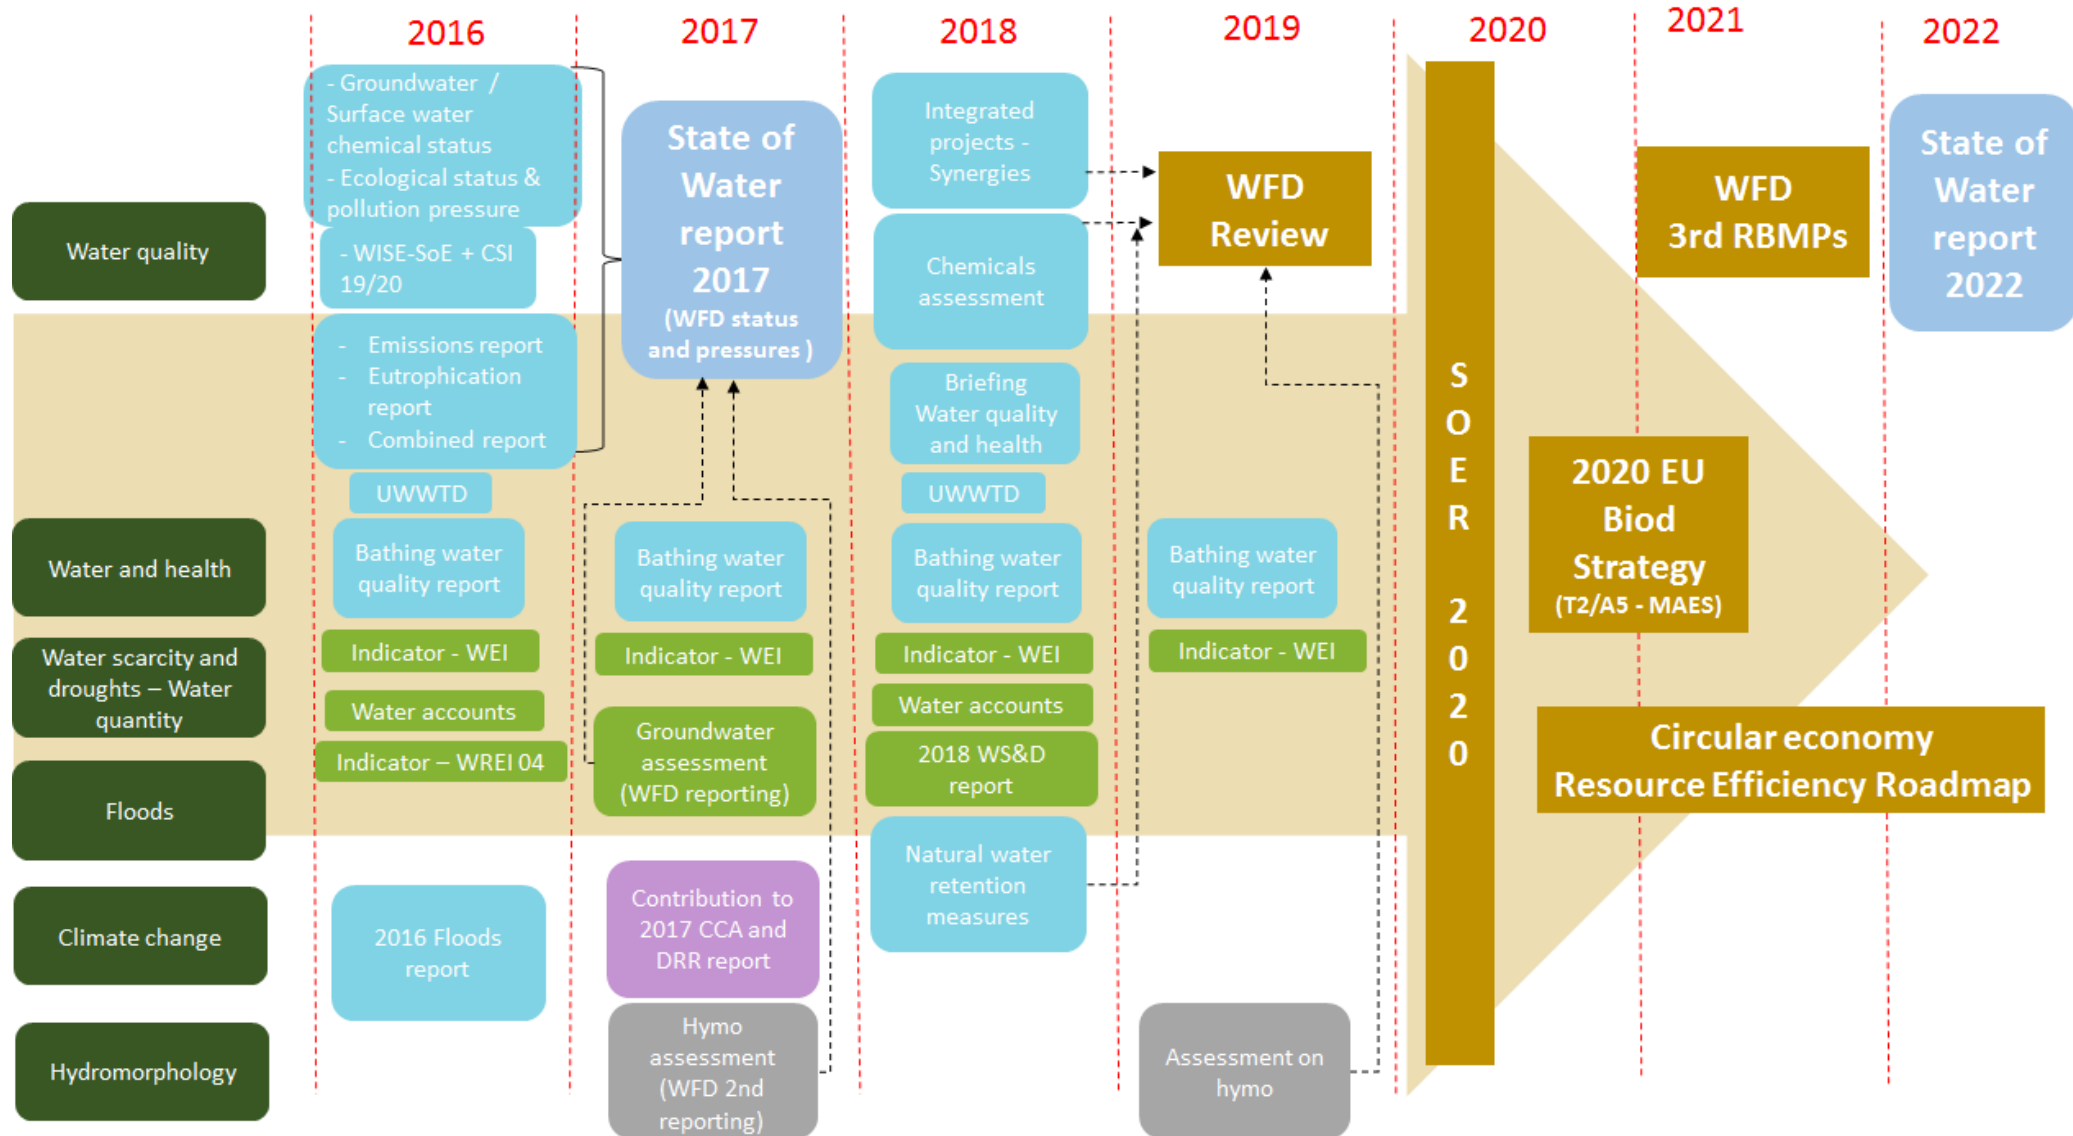 2016
2017
2018
2019
2020
2021
2022
Water quality
Water and health
Water scarcity and
droughts – Water
quantity
Floods
Climate change
Hydromorphology
- Groundwater /
Surface water
chemical status
- Ecological status &
pollution pressure
- WISE-SoE + CSI
19/20
- Emissions report
- Eutrophication
report
- Combined report
UWWTD
Bathing water
quality report
Indicator - WEI
Water accounts
Indicator – WREI 04
2016 Floods
report
State of
Water
report
2017
(WFD status
and pressures )
Bathing water
quality report
Indicator - WEI
Groundwater
assessment
(WFD reporting)
Contribution to
2017 CCA and
DRR report
Hymo
assessment
(WFD 2nd
reporting)
Integrated
projects -
Synergies
Chemicals
assessment
Briefing
Water quality
and health
UWWTD
Bathing water
quality report
Indicator - WEI
Water accounts
2018 WS&D
report
Natural water
retention
measures
WFD
Review
Bathing water
quality report
Indicator - WEI
Assessment on
hymo
S
O
E
R
2
0
2
0
2020 EU
Biod
Strategy
(T2/A5 - MAES)
WFD
3rd RBMPs
Circular economy
Resource Efficiency Roadmap
State of
Water
report
2022